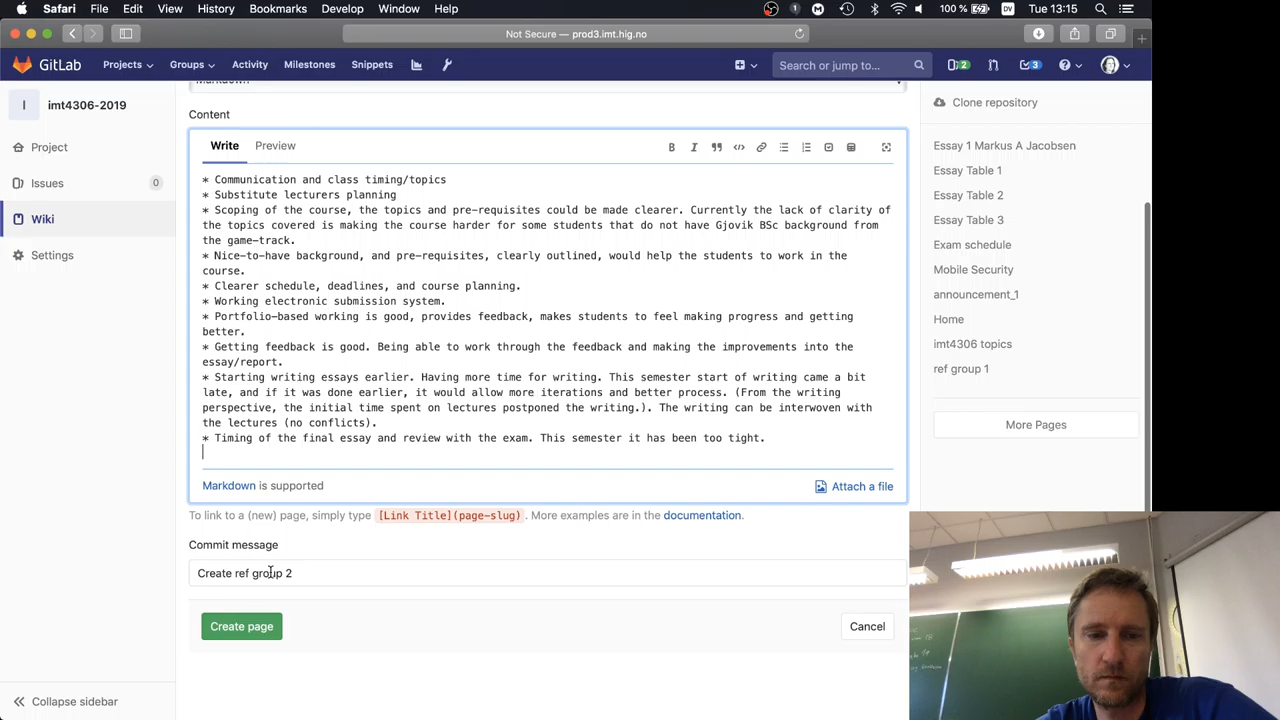 Safari File Edit View History Bookmarks Develop Window Help 1 M 100 % DV Tue 13:15
Not Secure — prod3.imt.hig.no
GitLab Projects Groups Activity Milestones Snippets Search or jump to... 2 3
I imt4306-2019
Project
Issues 0
Wiki
Settings
Collapse sidebar
Markdown
Content
Write Preview
* Communication and class timing/topics
* Substitute lecturers planning
* Scoping of the course, the topics and pre-requisites could be made clearer. Currently the lack of clarity of
the topics covered is making the course harder for some students that do not have Gjovik BSc background from
the game-track.
* Nice-to-have background, and pre-requisites, clearly outlined, would help the students to work in the
course.
* Clearer schedule, deadlines, and course planning.
* Working electronic submission system.
* Portfolio-based working is good, provides feedback, makes students to feel making progress and getting
better.
* Getting feedback is good. Being able to work through the feedback and making the improvements into the
essay/report.
* Starting writing essays earlier. Having more time for writing. This semester start of writing came a bit
late, and if it was done earlier, it would allow more iterations and better process. (From the writing
perspective, the initial time spent on lectures postponed the writing.). The writing can be interwoven with
the lectures (no conflicts).
* Timing of the final essay and review with the exam. This semester it has been too tight.
Markdown is supported Attach a file
To link to a (new) page, simply type [Link Title](page-slug) . More examples are in the documentation.
Commit message
Create ref group 2
Create page Cancel
Clone repository
Essay 1 Markus A Jacobsen
Essay Table 1
Essay Table 2
Essay Table 3
Exam schedule
Mobile Security
announcement_1
Home
imt4306 topics
ref group 1
More Pages